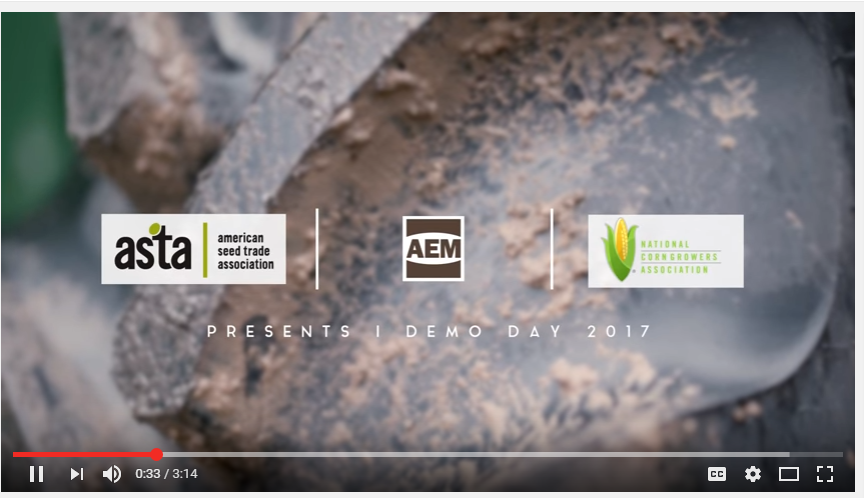 asta
american
seed trade
association
AEM
NATIONAL
CORN GROWERS
ASSOCIATION
PRESENTS | DEMO DAY 2017
0:33 / 3:14
CC